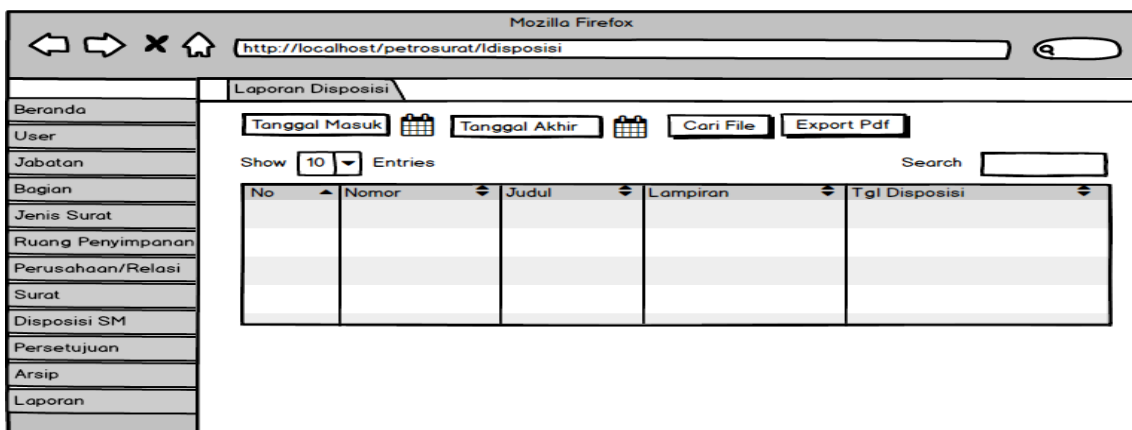 Mozilla Firefox
http://localhost/petrosurat/ldisposisi
Laporan Disposisi
Beranda
User
Jabatan
Bagian
Jenis Surat
Ruang Penyimpanan
Perusahaan/Relasi
Surat
Disposisi SM
Persetujuan
Arsip
Laporan
Tanggal Masuk Tanggal Akhir Cari File Export Pdf
Show 10 Entries Search
No Nomor Judul Lampiran Tgl Disposisi